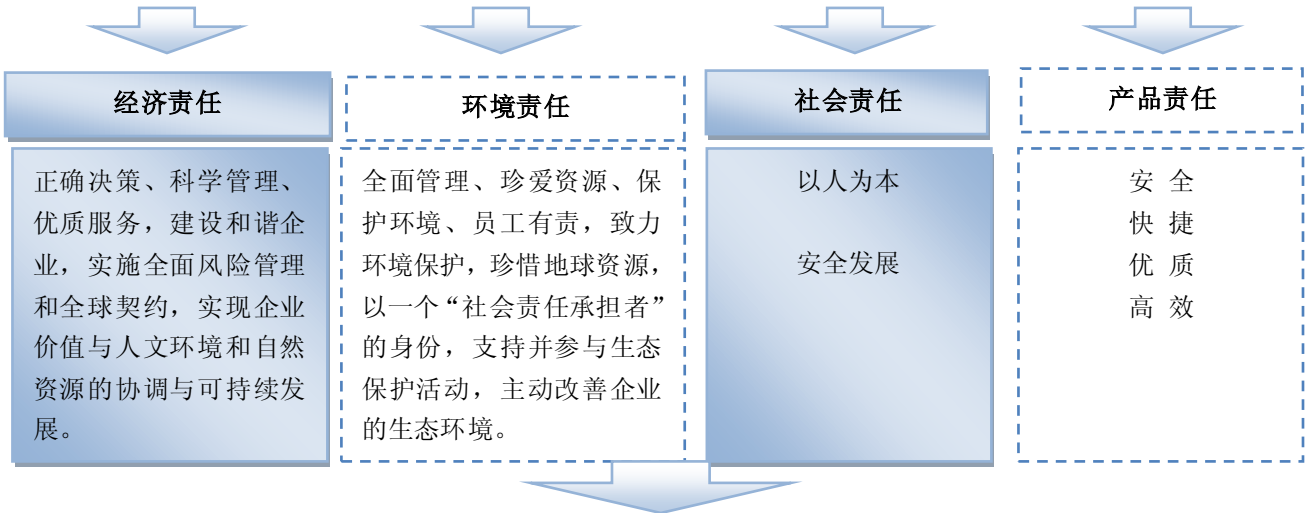 经济责任
正确决策、科学管理、
优质服务，建设和谐企
业，实施全面风险管理
和全球契约，实现企业
价值与人文环境和自然
资源的协调与可持续发
展。
环境责任
全面管理、珍爱资源、保
护环境、员工有责，致力
环境保护，珍惜地球资源，
以一个“社会责任承担者”
的身份，支持并参与生态
保护活动，主动改善企业
的生态环境。
社会责任
以人为本
安全发展
产品责任
安 全
快 捷
优 质
高 效